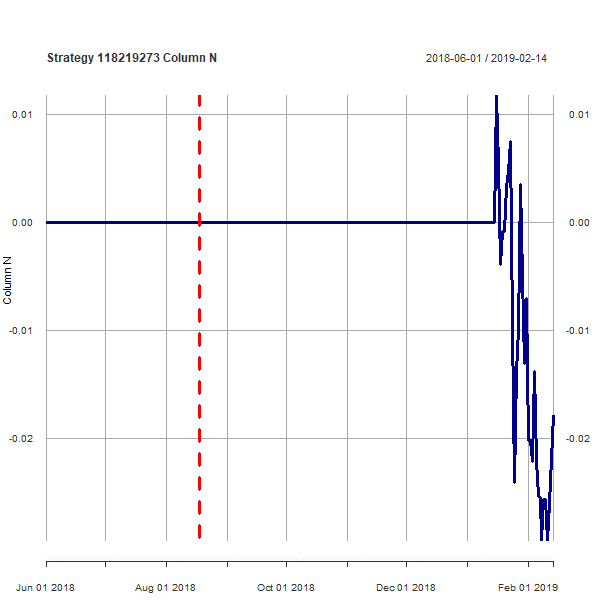 Strategy 118219273 Column N
2018-06-01 / 2019-02-14
0.01
0.01
0.00
0.00
-0.01
-0.01
-0.02
-0.02
Column N
Jun 01 2018
Aug 01 2018
Oct 01 2018
Dec 01 2018
Feb 01 2019